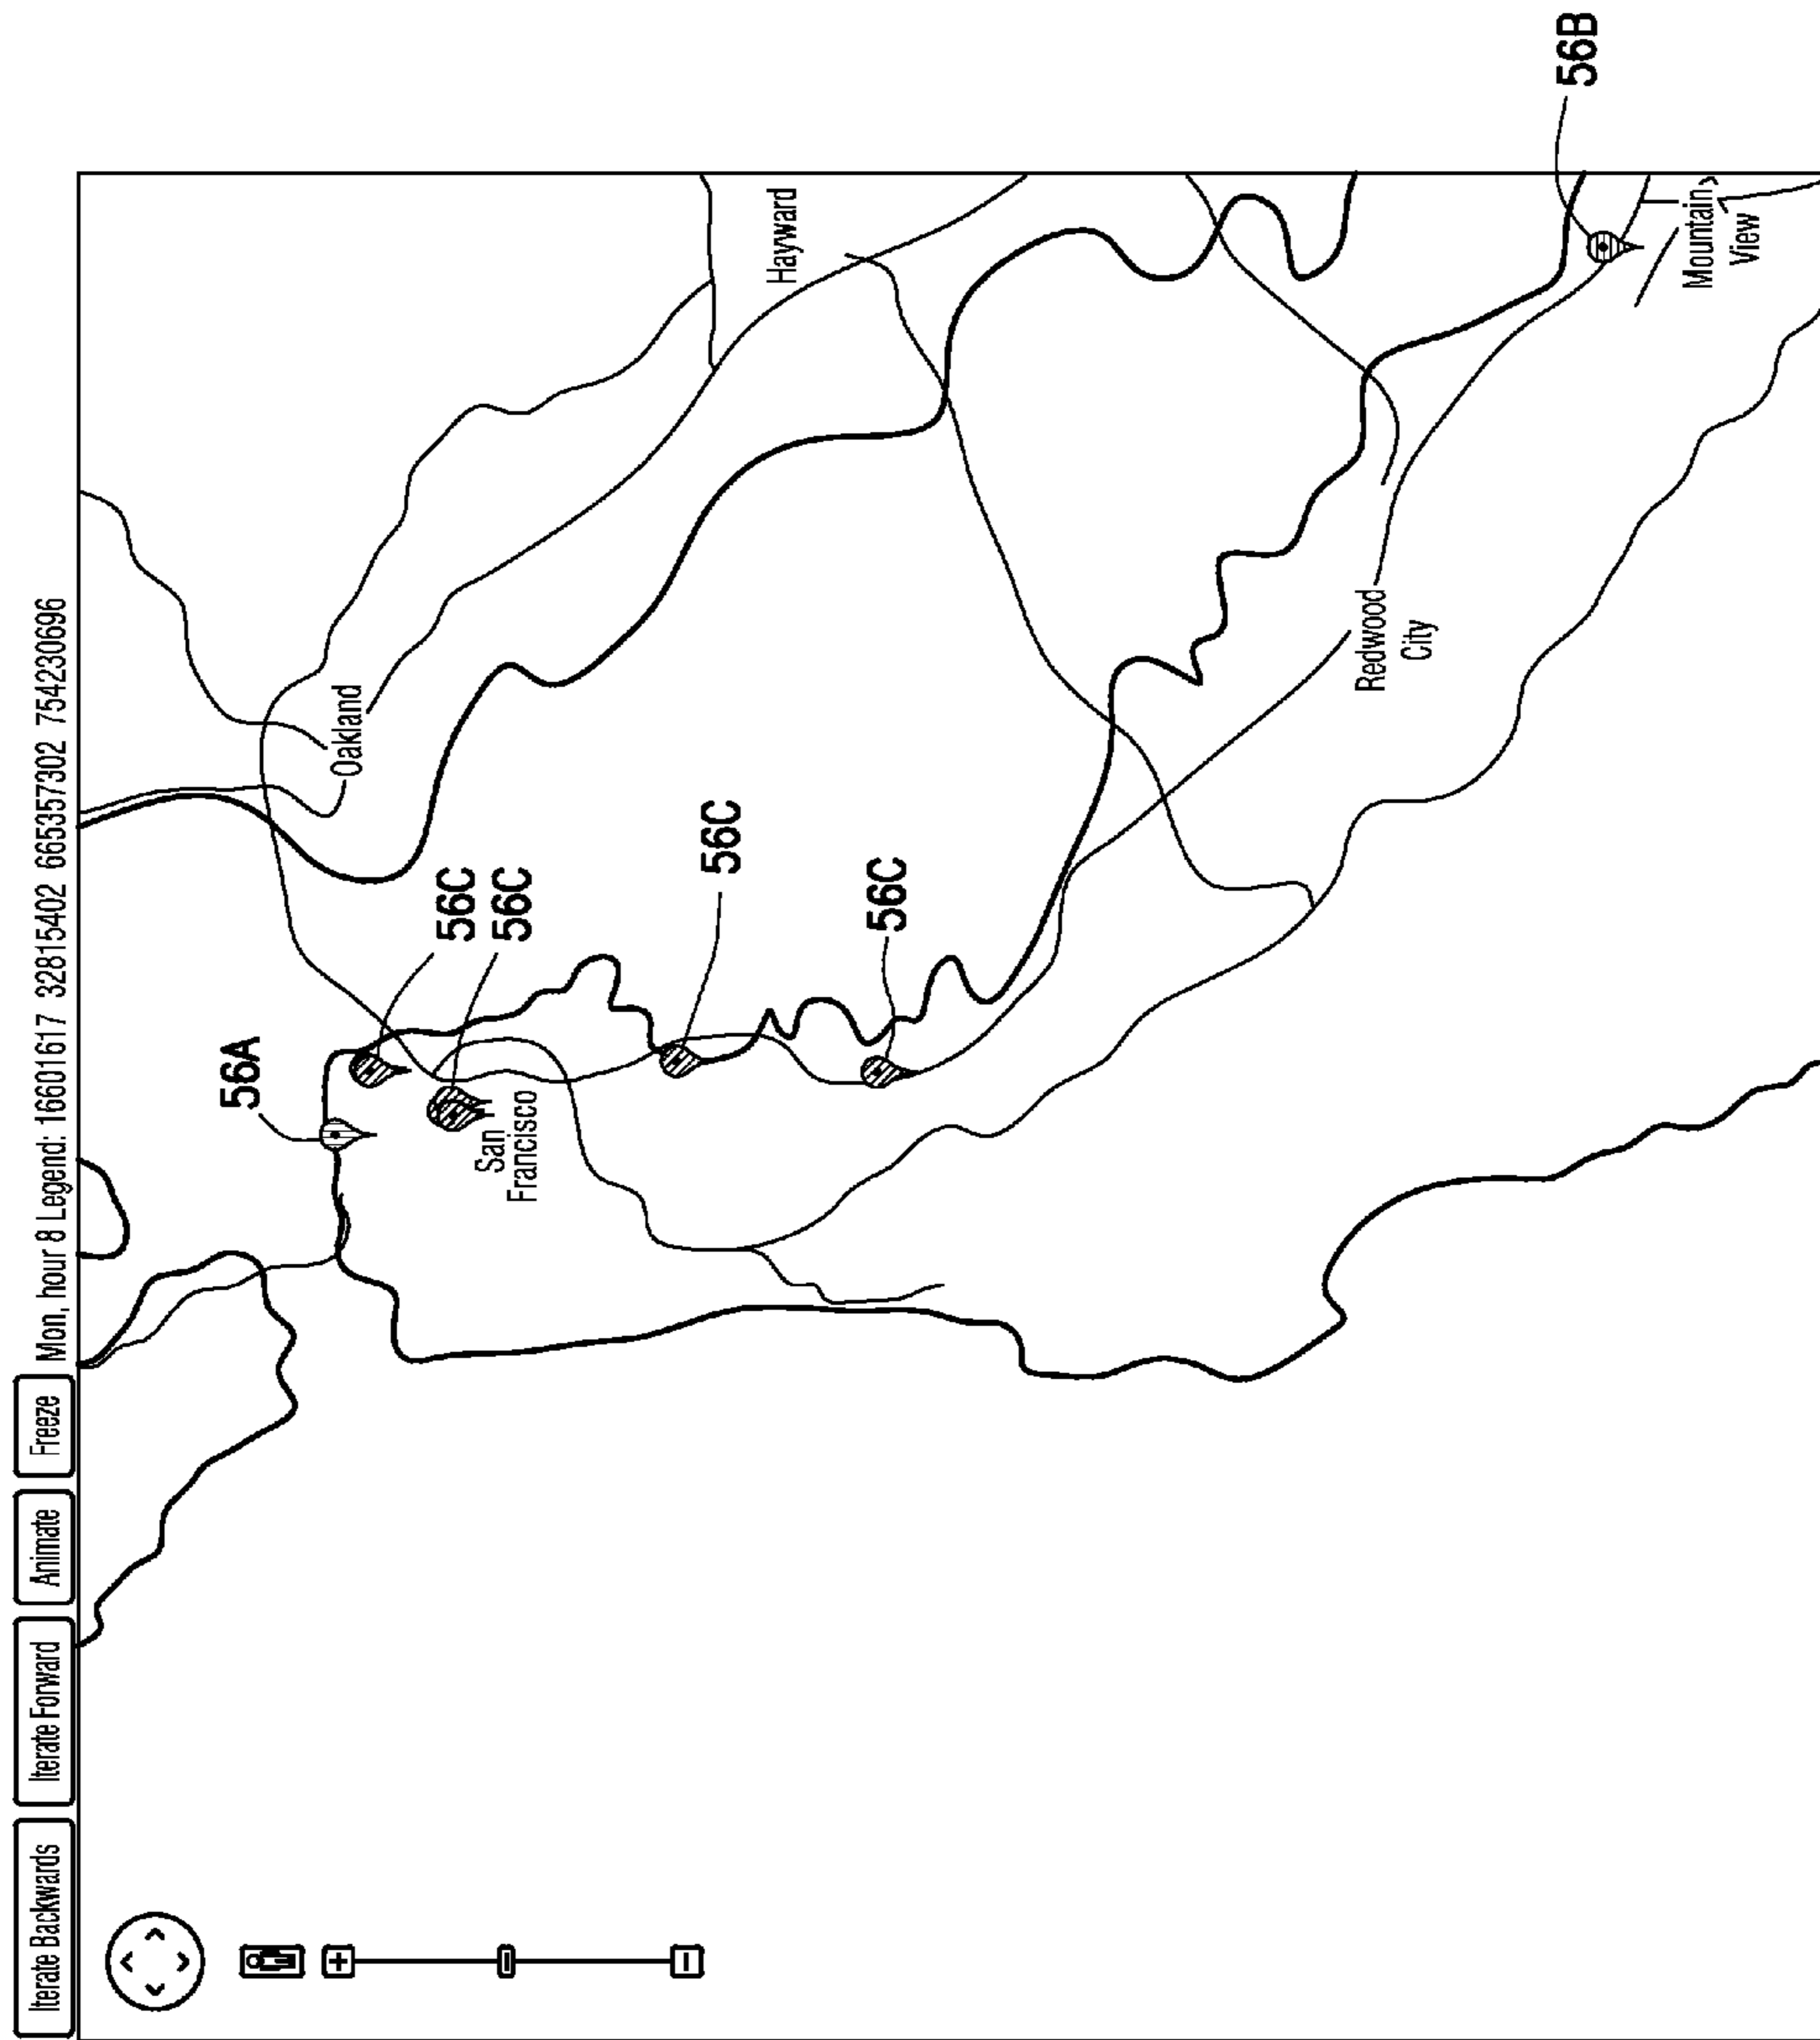 Iterate Backwards
Iterate Forward
Animate
Freeze
Mon, hour 8 Legend: 16601617 32815402 665357302 754230696
56A
56C
56C
56C
56C
56B
Oakland
Hayward
San
Francisco
Redwood
City
Mountain
View